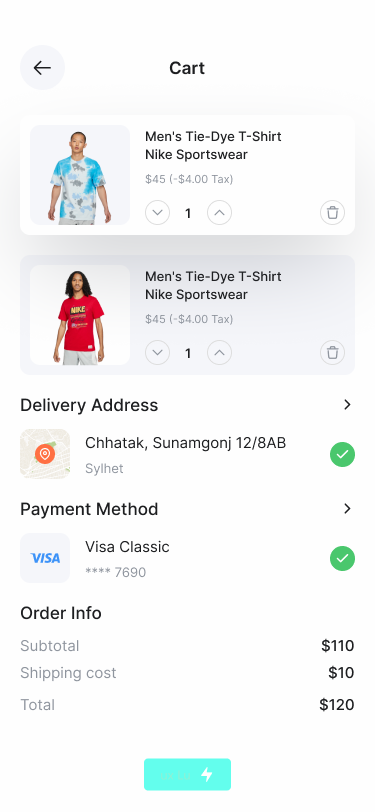 Cart
Men's Tie-Dye T-Shirt
Nike Sportswear
$45 (-$4.00 Tax)
1
Men's Tie-Dye T-Shirt
Nike Sportswear
$45 (-$4.00 Tax)
1
NIKE
Delivery Address
Chhatak, Sunamgonj 12/8AB
Sylhet
Payment Method
VISA
Visa Classic
**** 7690
Order Info
Subtotal $110
Shipping cost $10
Total $120